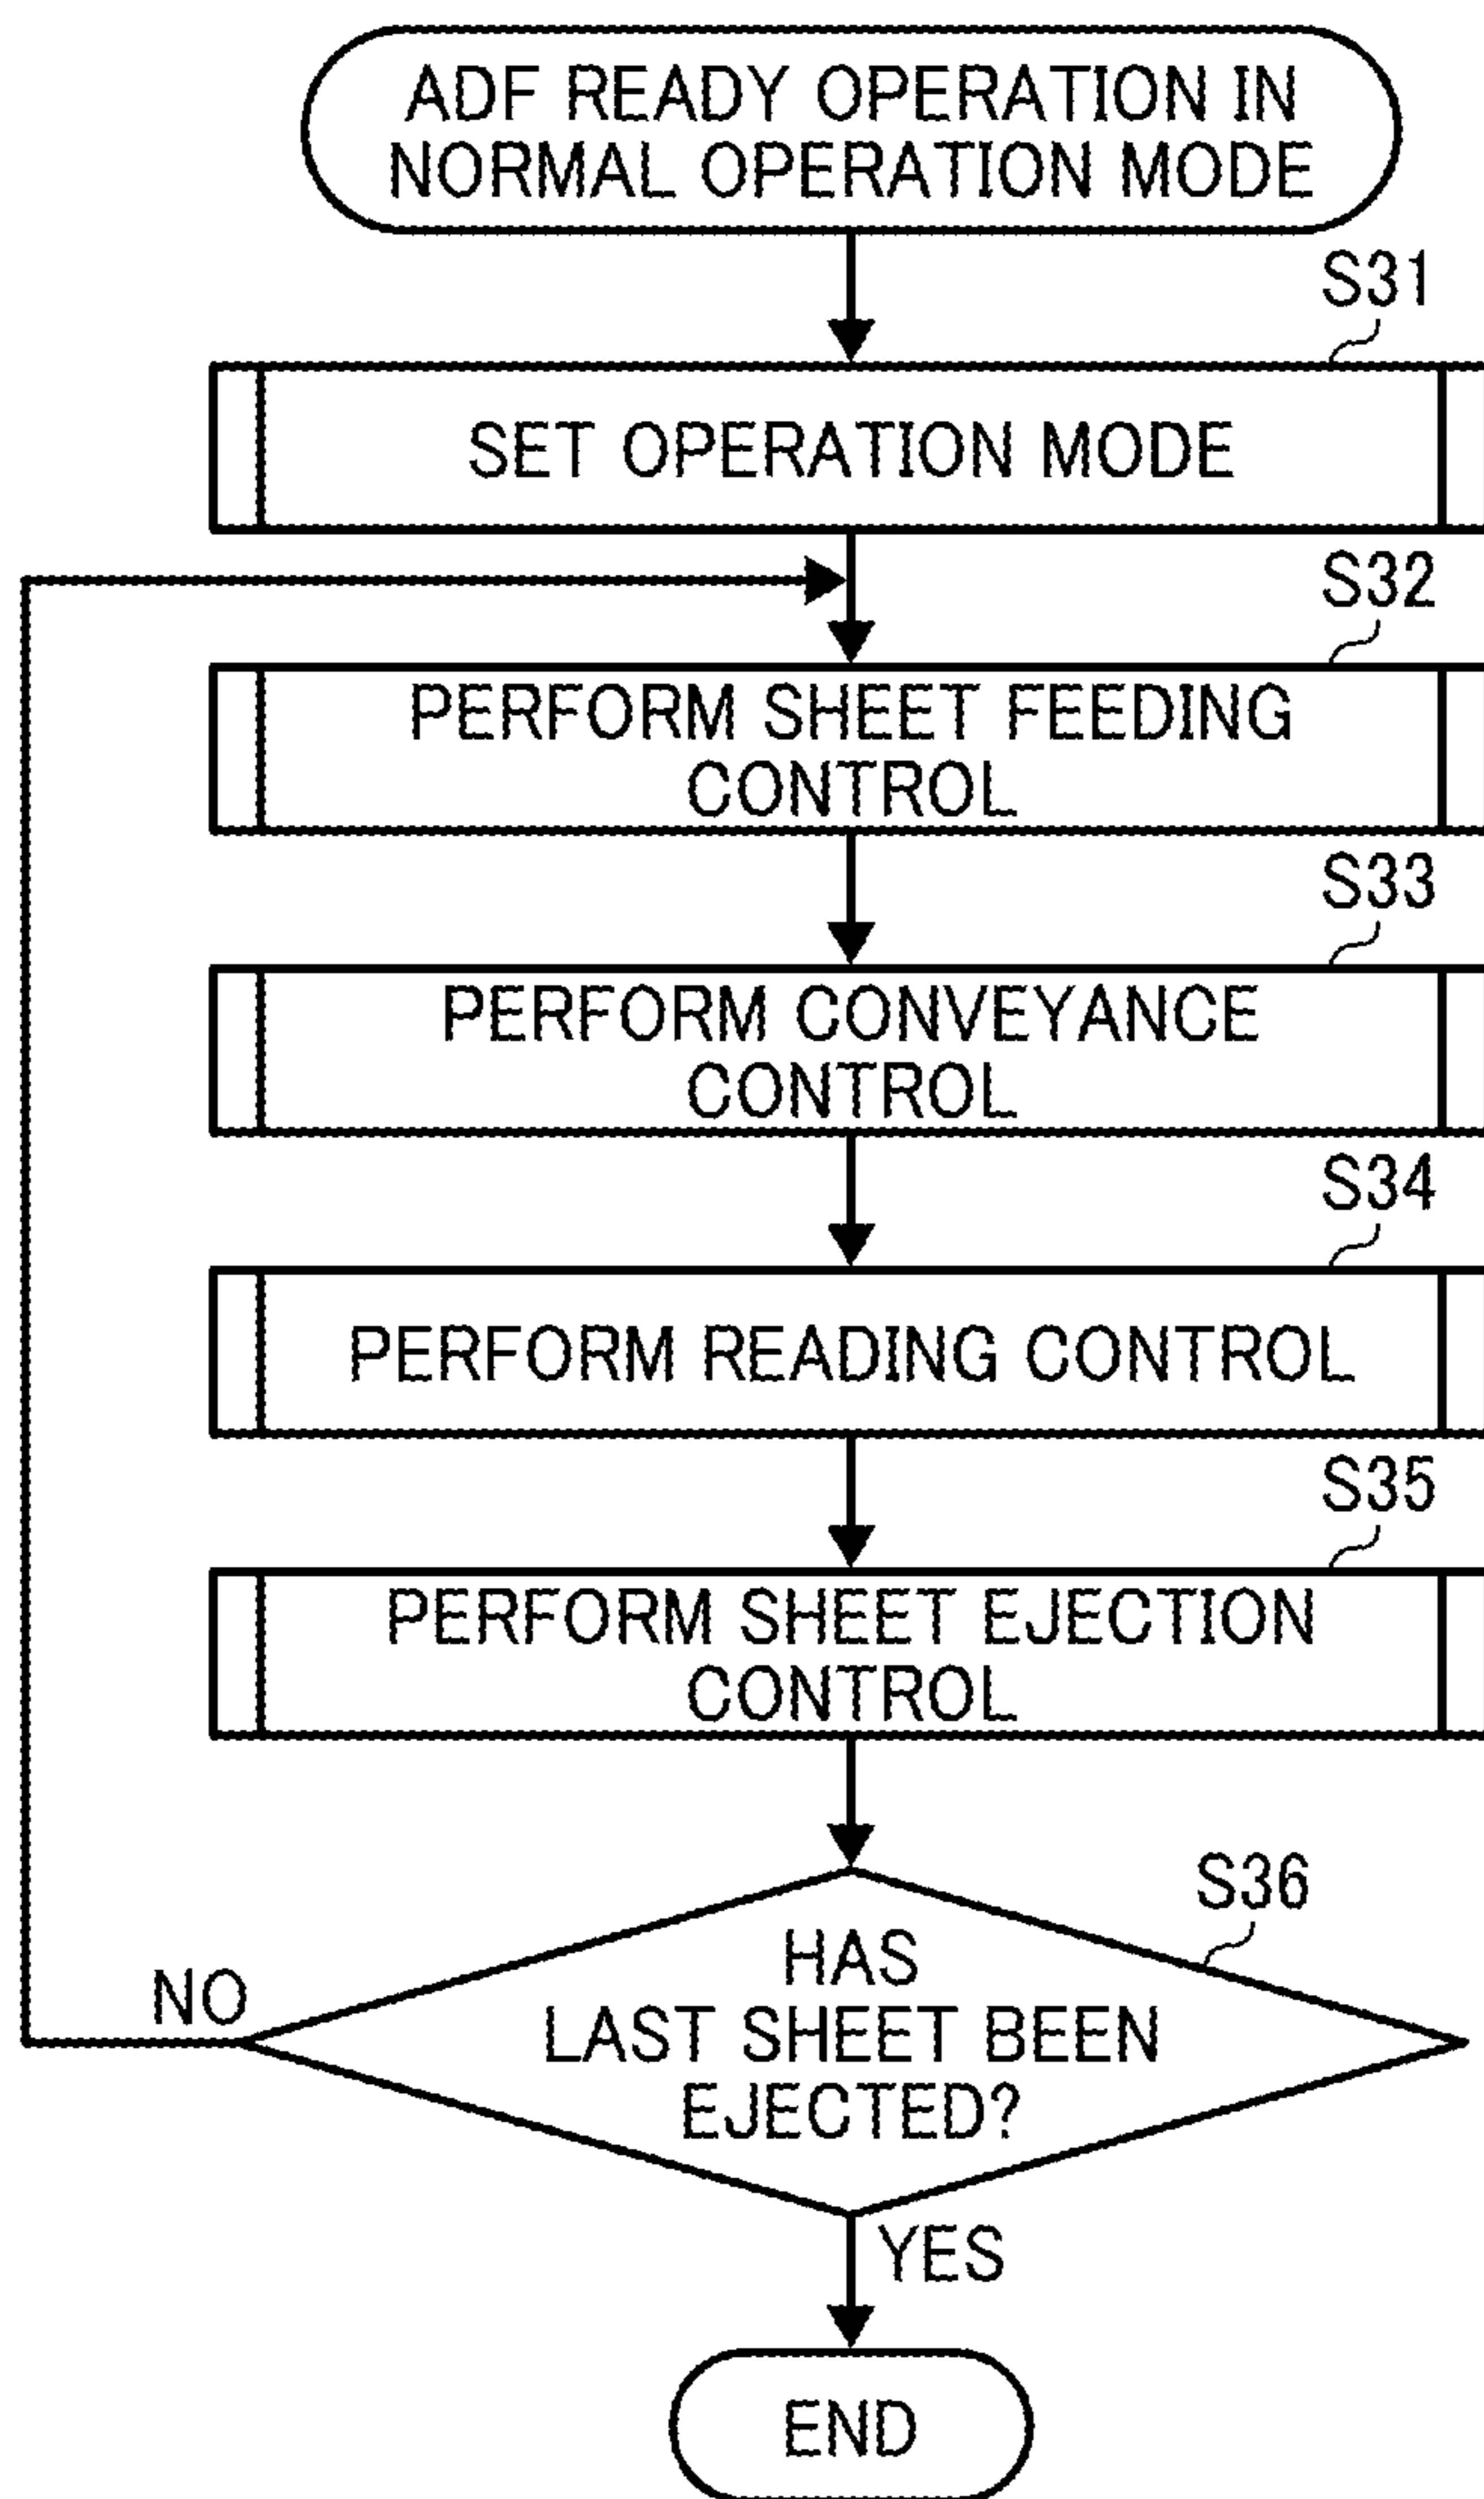 ADF READY OPERATION IN
NORMAL OPERATION MODE
S31
SET OPERATION MODE
S32
PERFORM SHEET FEEDING
CONTROL
S33
PERFORM CONVEYANCE
CONTROL
S34
PERFORM READING CONTROL
S35
PERFORM SHEET EJECTION
CONTROL
S36
HAS
LAST SHEET BEEN
EJECTED?
NO
YES
END